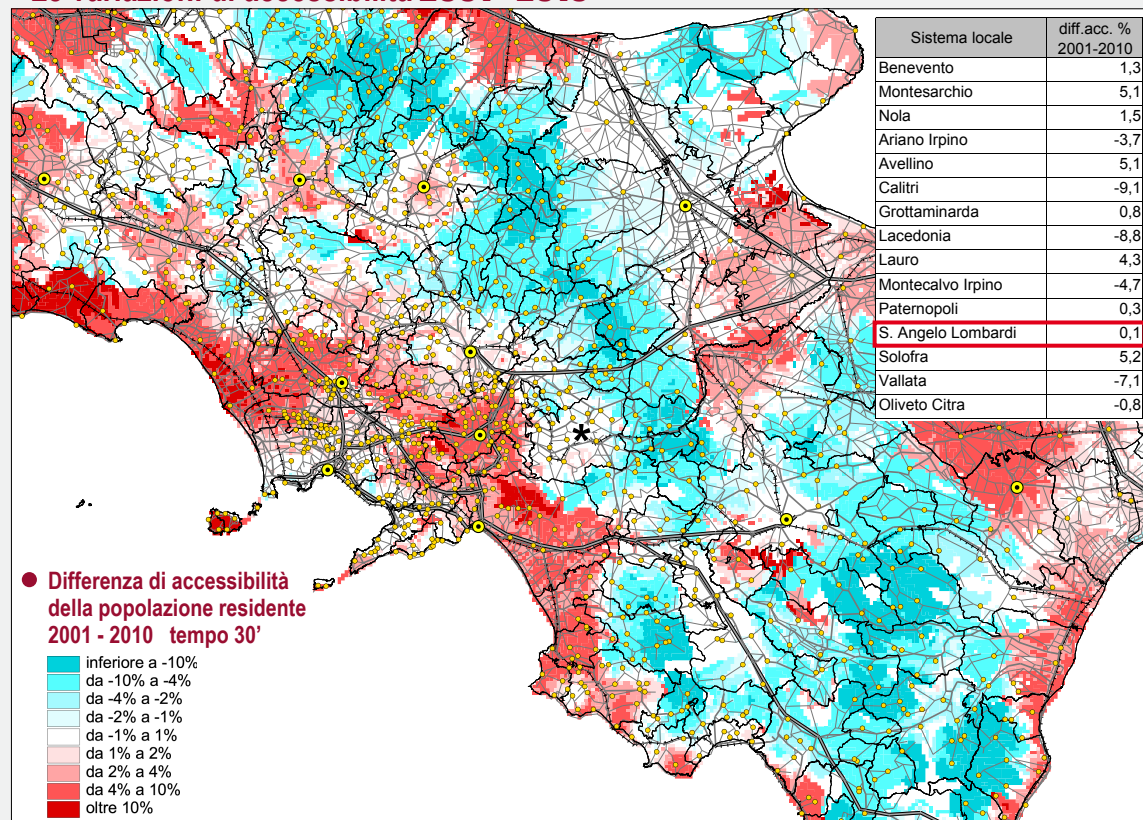 Sistema locale diff.acc. % 2001-2010
Benevento 1,3
Montesarchio 5,1
Nola 1,5
Ariano Irpino -3,7
Avellino 5,1
Calitri -9,1
Grottaminarda 0,8
Lacedonia -8,8
Lauro 4,3
Montecalvo Irpino -4,7
Paternopoli 0,3
S. Angelo Lombardi 0,1
Solofra 5,2
Vallata -7,1
Oliveto Citra -0,8
*
Differenza di accessibilità
della popolazione residente
2001 - 2010 tempo 30'
inferiore a -10%
da -10% a -4%
da -4% a -2%
da -2% a -1%
da -1% a 1%
da 1% a 2%
da 2% a 4%
da 4% a 10%
oltre 10%